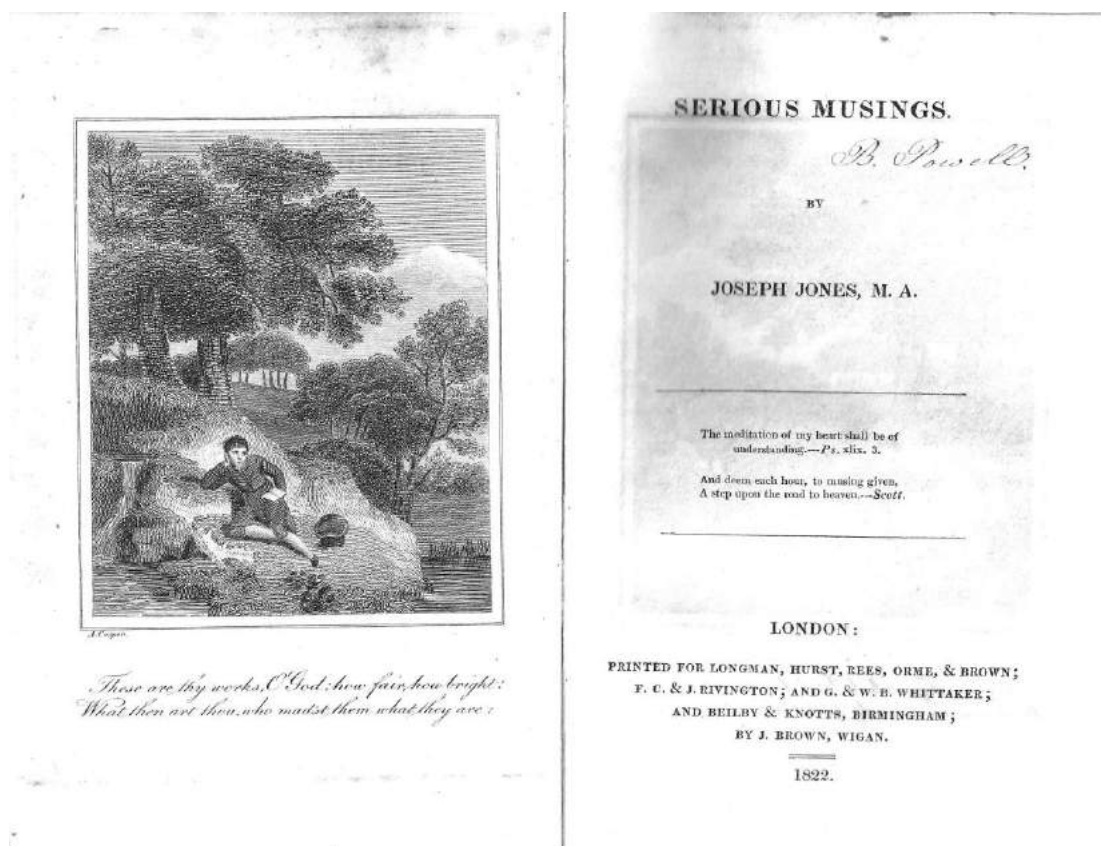 These are thy works, O God: how fair, how bright:
What then art thou, who mad'st them what they are:
SERIOUS MUSINGS.
B. Powell.
BY
JOSEPH JONES, M. A.
The meditation of my heart shall be of
understanding.—Ps. xlix. 3.
And deem each hour, to musing given,
A step upon the road to heaven.—Scott.
LONDON:
PRINTED FOR LONGMAN, HURST, REES, ORME, & BROWN;
F. C. & J. RIVINGTON; AND G. & W. B. WHITTAKER;
AND BEILBY & KNOTTS, BIRMINGHAM;
BY J. BROWN, WIGAN.
1822.